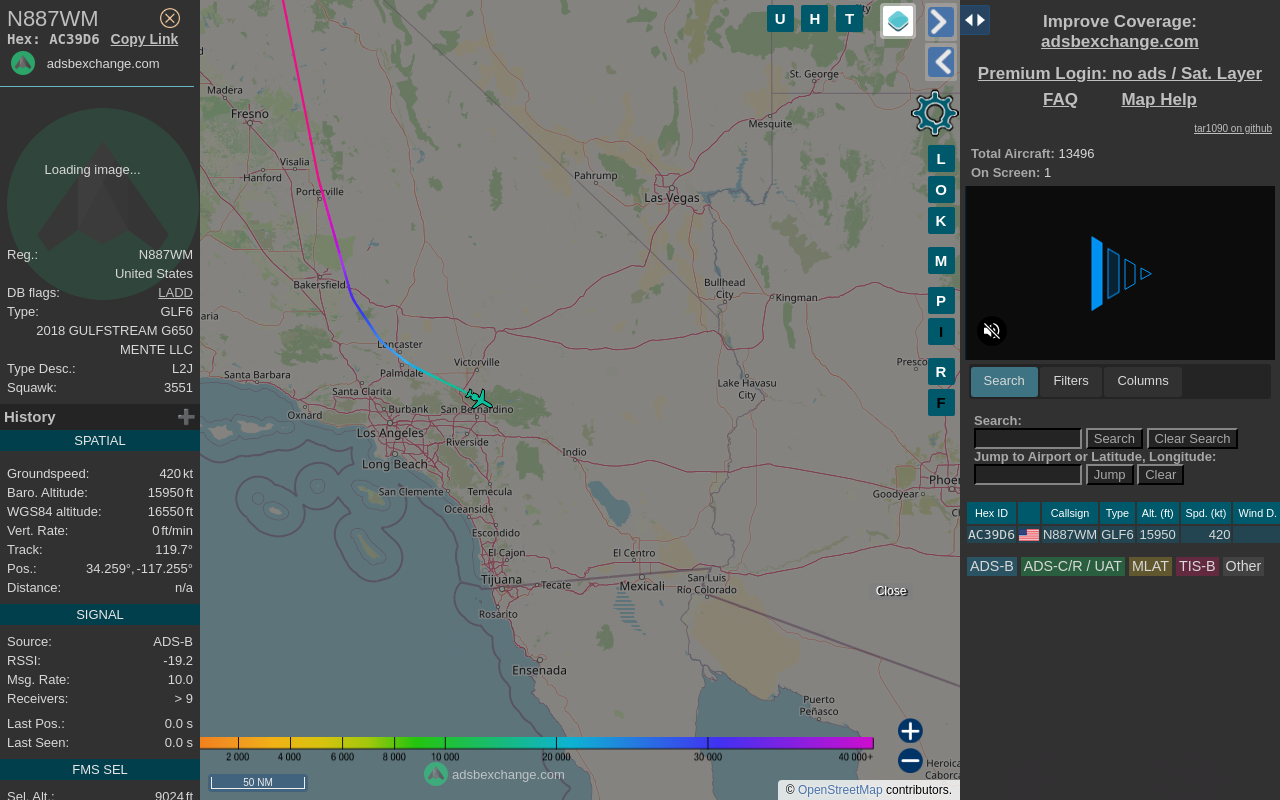 N887WM
Hex: AC39D6 Copy Link
adsbexchange.com
Loading image...
Reg.: N887WM
United States
DB flags: LADD
Type: GLF6
2018 GULFSTREAM G650
MENTE LLC
Type Desc.: L2J
Squawk: 3551
History
SPATIAL
Groundspeed: 420 kt
Baro. Altitude: 15950 ft
WGS84 altitude: 16550 ft
Vert. Rate: 0 ft/min
Track: 119.7°
Pos.: 34.259°, -117.255°
Distance: n/a
SIGNAL
Source: ADS-B
RSSI: -19.2
Msg. Rate: 10.0
Receivers: > 9
Last Pos.: 0.0 s
Last Seen: 0.0 s
FMS SEL
Sel. Alt.: 9024 ft
U H T
St. George
Madera
Fresno
Mesquite
Visalia
Hanford
Pahrump
Porterville
Las Vegas
Bakersfield
Bullhead
City
Kingman
aria
Lancaster
Victorville
Presco
Palmdale
Santa Barbara
Santa Clarita
Lake Havasu
City
Oxnard
Burbank
San Bernardino
Los Angeles
Riverside
Indio
Long Beach
Phoen
San Clemente
Temecula
Goodyear
Oceanside
Escondido
El Cajon
El Centro
Tijuana
Tecate
Mexicali
San Luis
Río Colorado
Rosarito
Ensenada
Puerto
Peñasco
Heroica
Caborca
L
O
K
M
P
I
R
F
Close
2 000 4 000 6 000 8 000 10 000 20 000 30 000 40 000+
adsbexchange.com
50 NM
© OpenStreetMap contributors.
Improve Coverage:
adsbexchange.com
Premium Login: no ads / Sat. Layer
FAQ Map Help
tar1090 on github
Total Aircraft: 13496
On Screen: 1
Search Filters Columns
Search:
Search Clear Search
Jump to Airport or Latitude, Longitude:
Jump Clear
Hex ID Callsign Type Alt. (ft) Spd. (kt) Wind D.
AC39D6 N887WM GLF6 15950 420
ADS-B ADS-C/R / UAT MLAT TIS-B Other